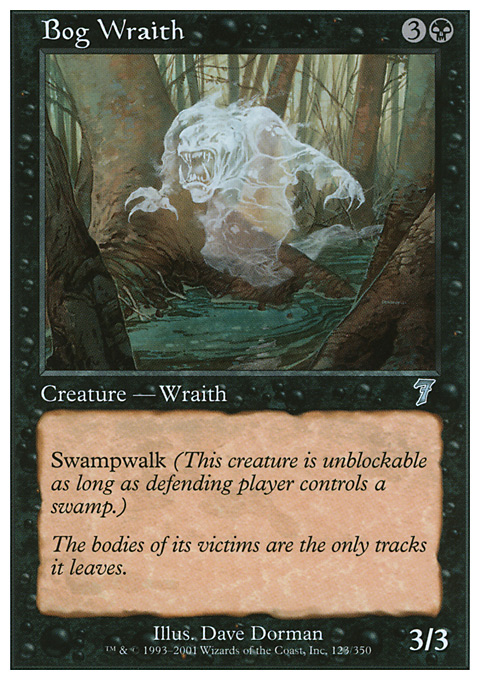 Bog Wraith 3
Creature — Wraith
Swampwalk (This creature is unblockable
as long as defending player controls a
swamp.)
The bodies of its victims are the only tracks
it leaves.
Illus. Dave Dorman
3/3
™ & © 1993–2001 Wizards of the Coast, Inc. 123/350